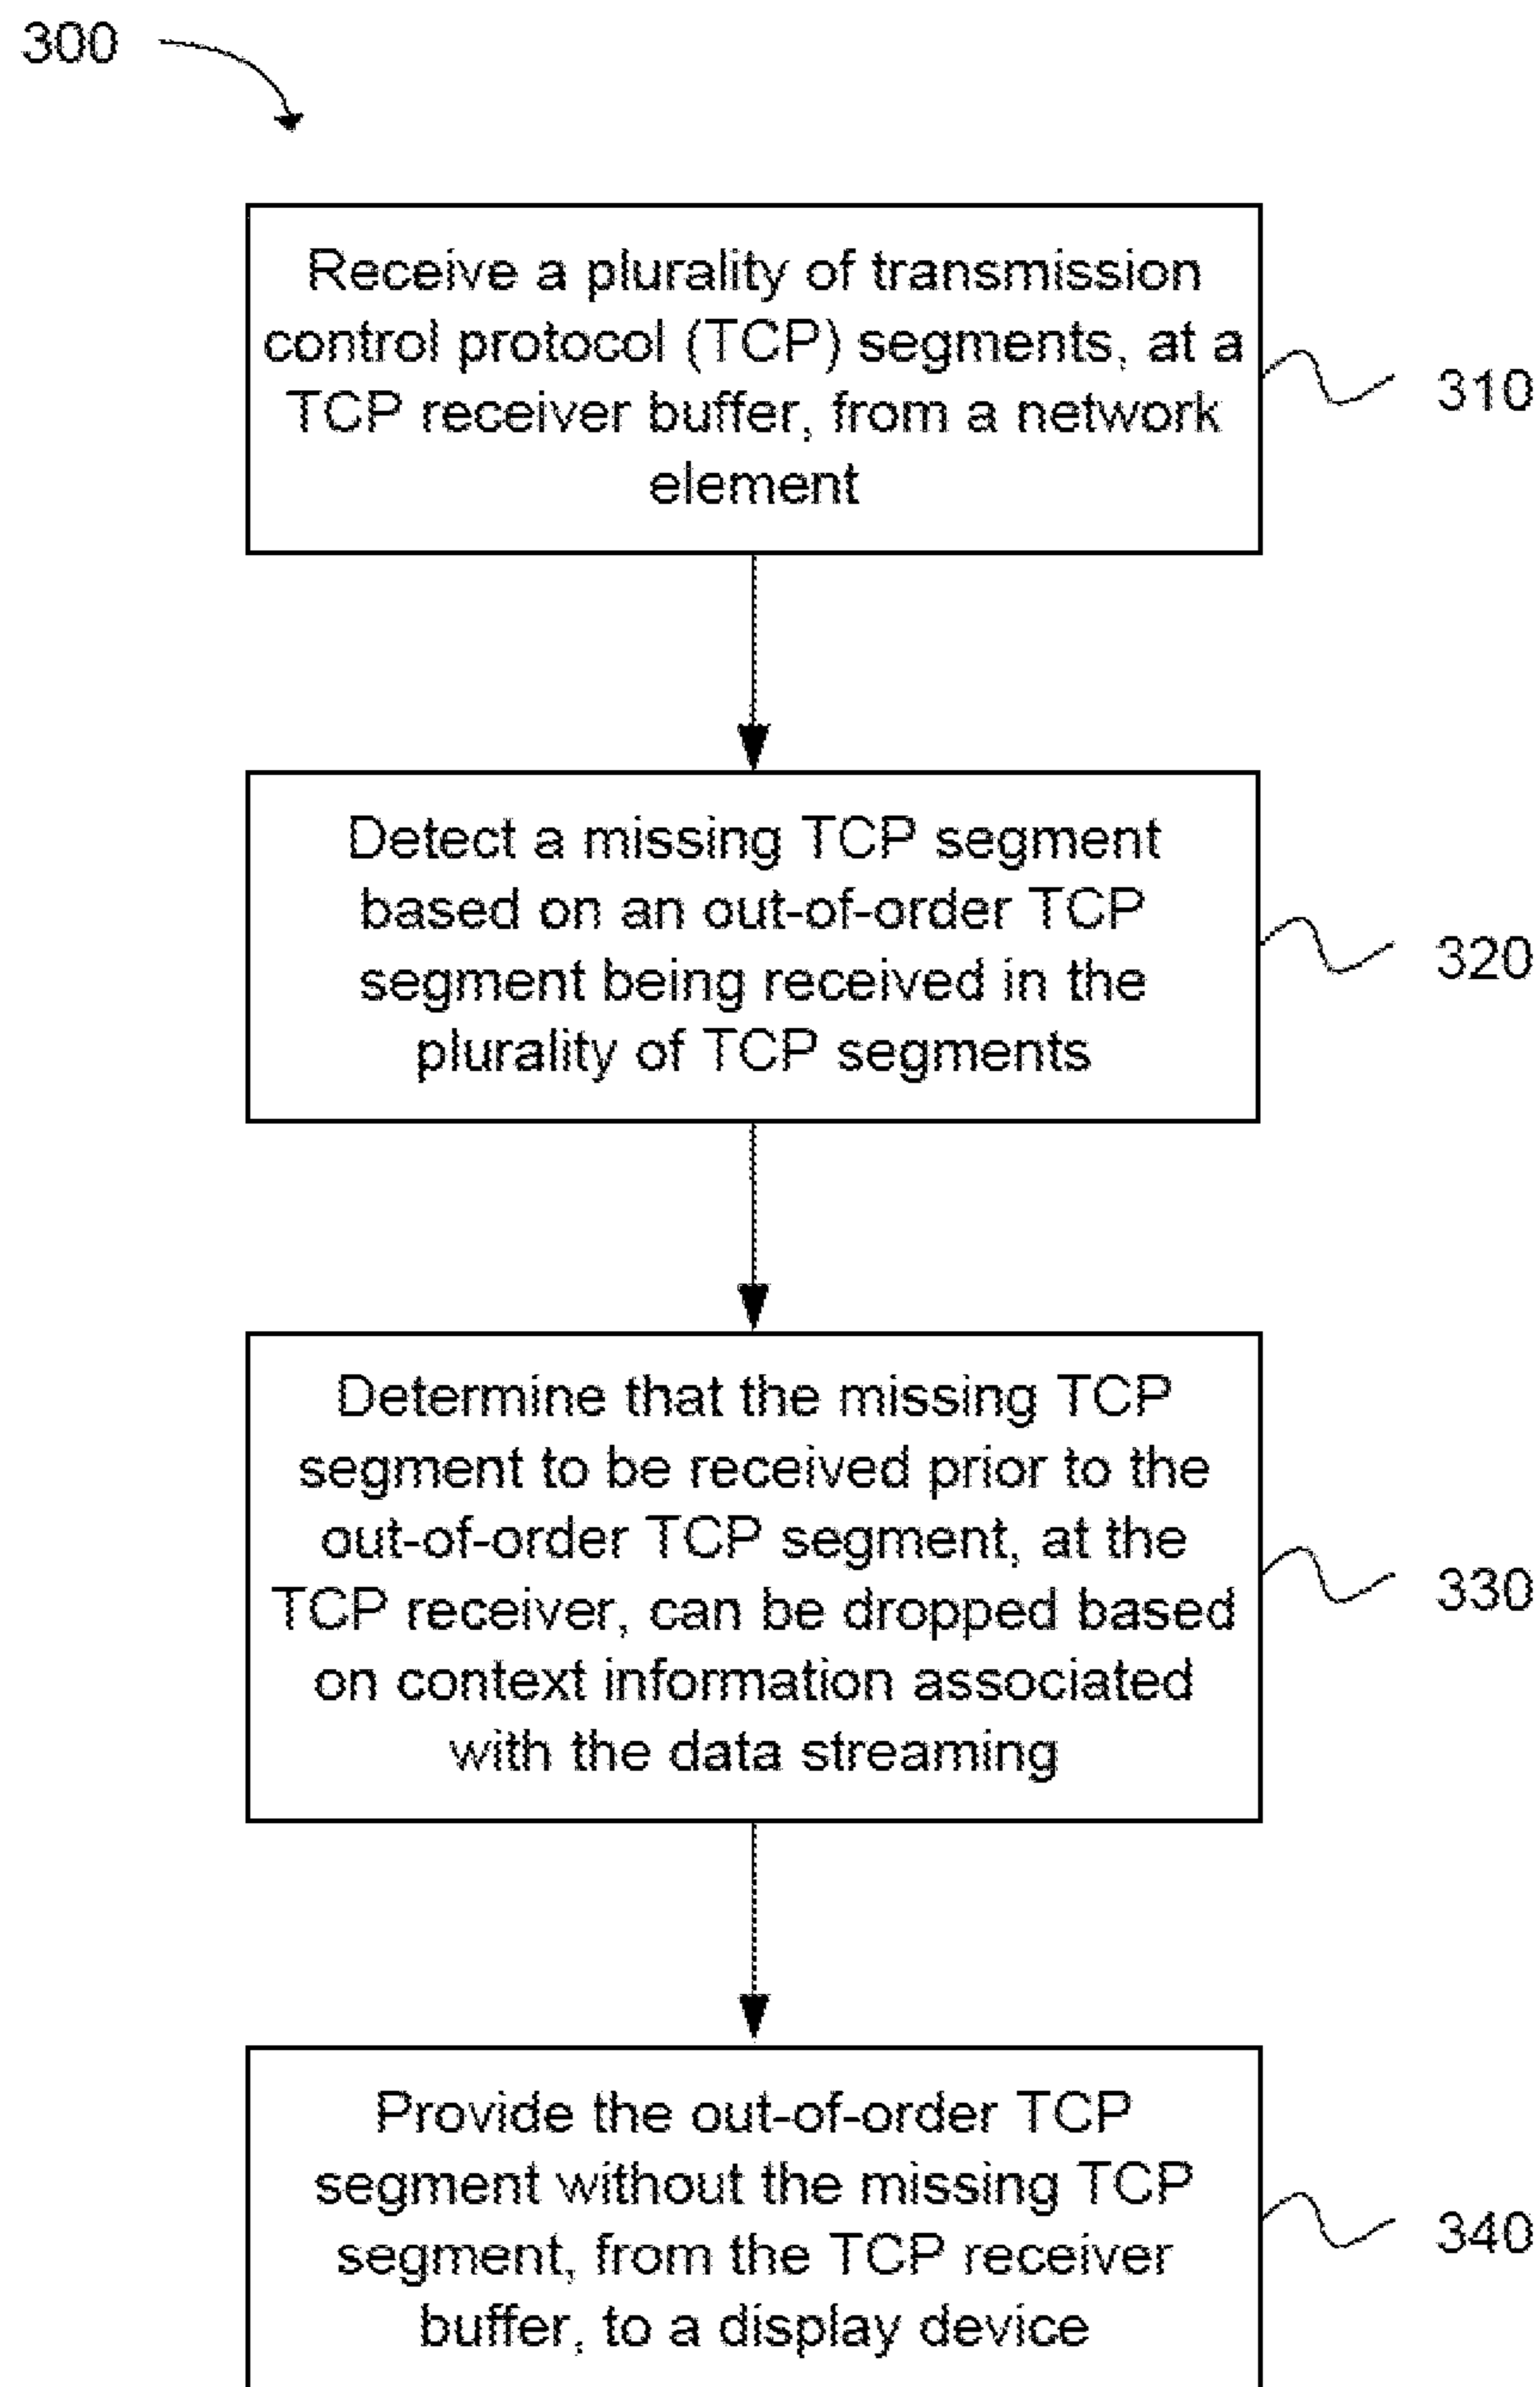 300
Receive a plurality of transmission
control protocol (TCP) segments, at a
TCP receiver buffer, from a network
element
310
Detect a missing TCP segment
based on an out-of-order TCP
segment being received in the
plurality of TCP segments
320
Determine that the missing TCP
segment to be received prior to the
out-of-order TCP segment, at the
TCP receiver, can be dropped based
on context information associated
with the data streaming
330
Provide the out-of-order TCP
segment without the missing TCP
segment, from the TCP receiver
buffer, to a display device
340